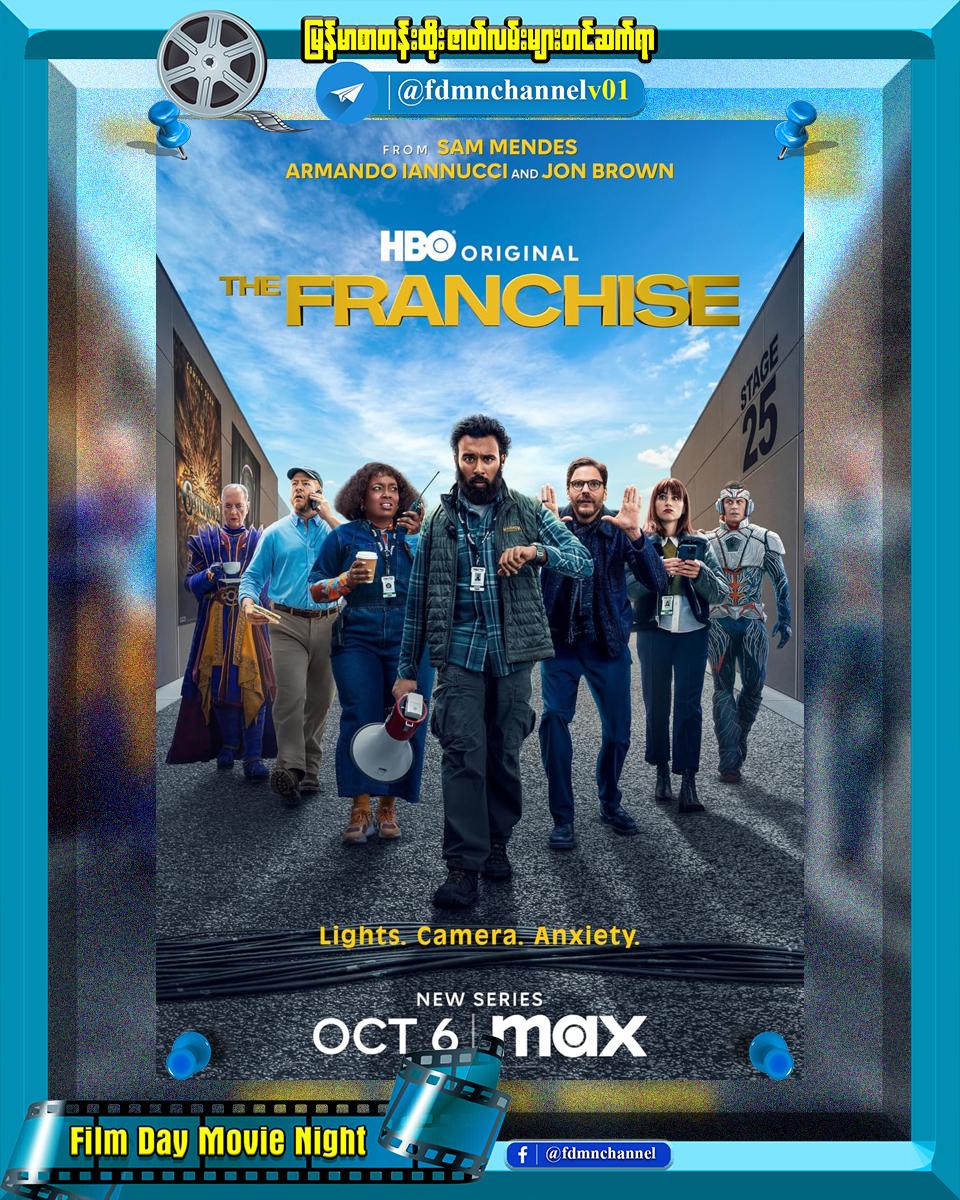 မြန်မာစာတန်းထိုးဇာတ်လမ်းများတင်ဆက်ရာ
@fdmnchannelv01
FROM SAM MENDES
ARMANDO IANNUCCI AND JON BROWN
HBO ORIGINAL
THE FRANCHISE
STAGE
25
Lights. Camera. Anxiety.
NEW SERIES
OCT 6 | max
Film Day Movie Night
f | @fdmnchannel